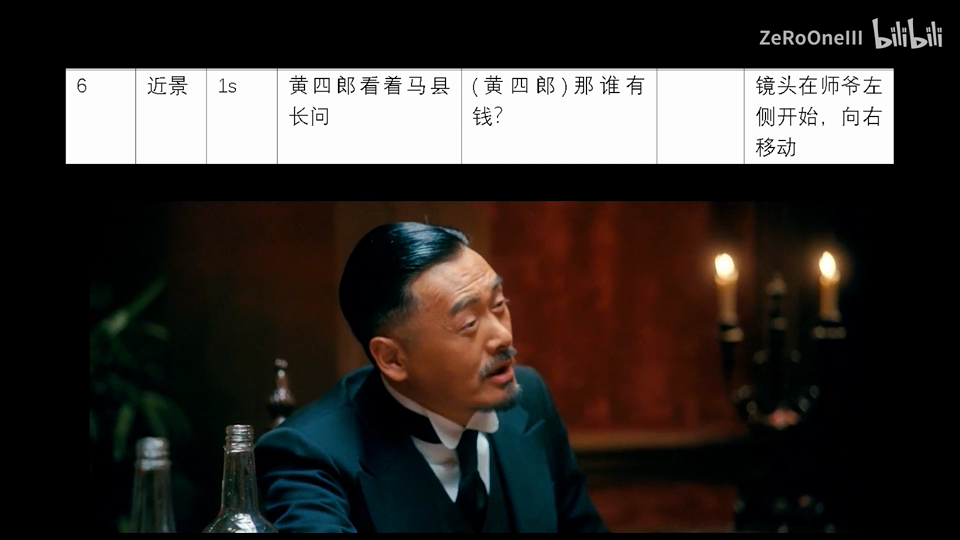 ZeRoOneIII bilibili
6 近景 1s 黄四郎看着马县 (黄四郎)那谁有 镜头在师爷左
长问 钱? 侧开始，向右
移动